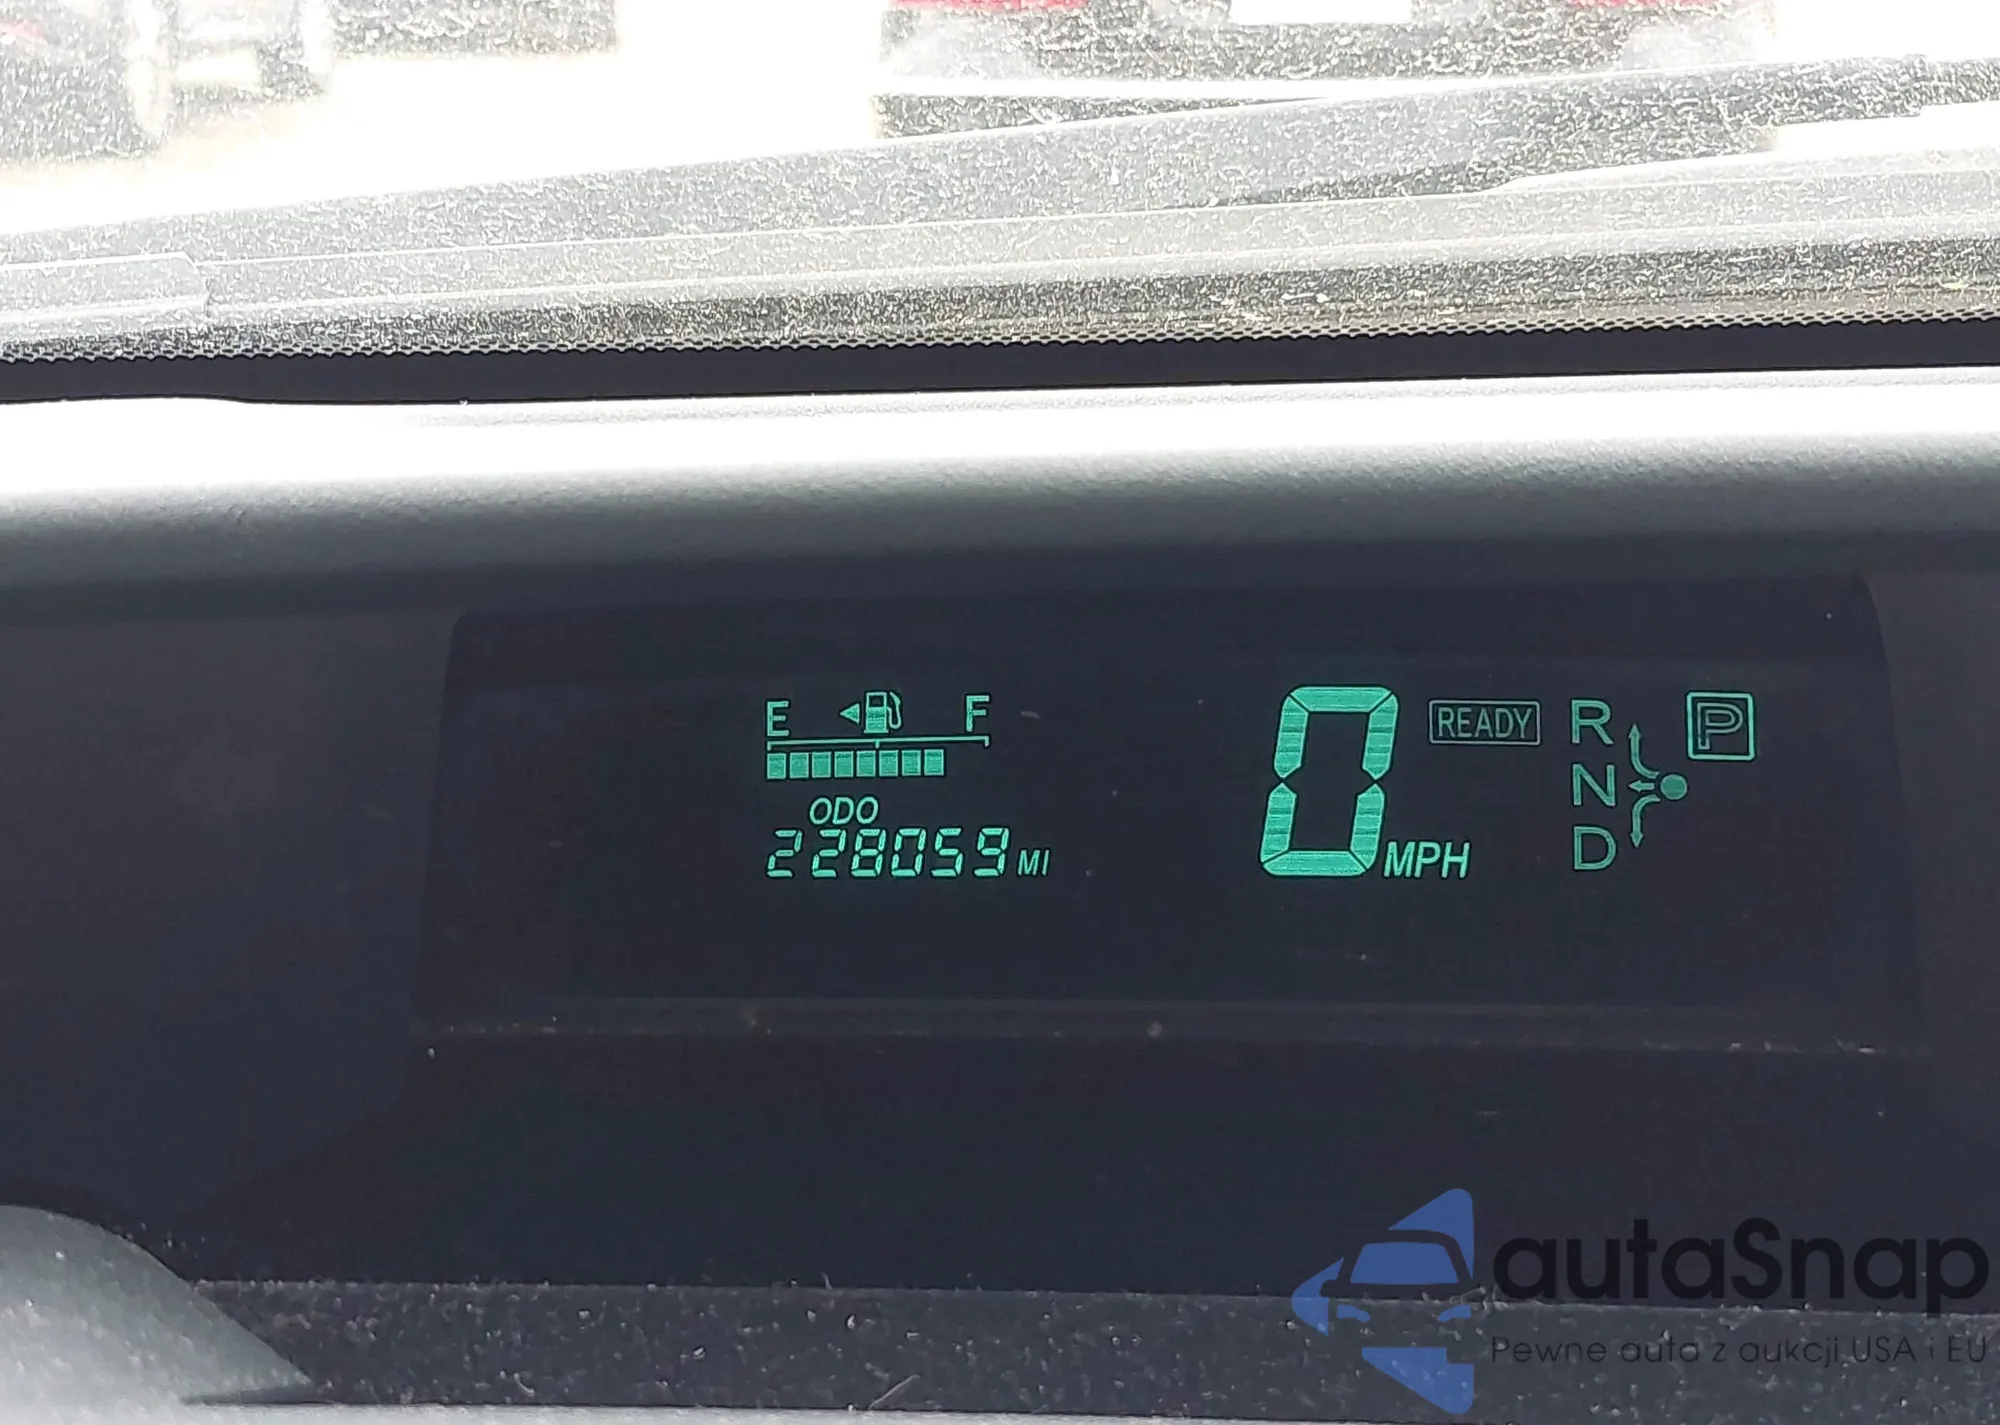 E F
ODO
228059 MI
0 MPH
READY
R
N
D
P
autaSnap
Pewne auta z aukcji USA i EU